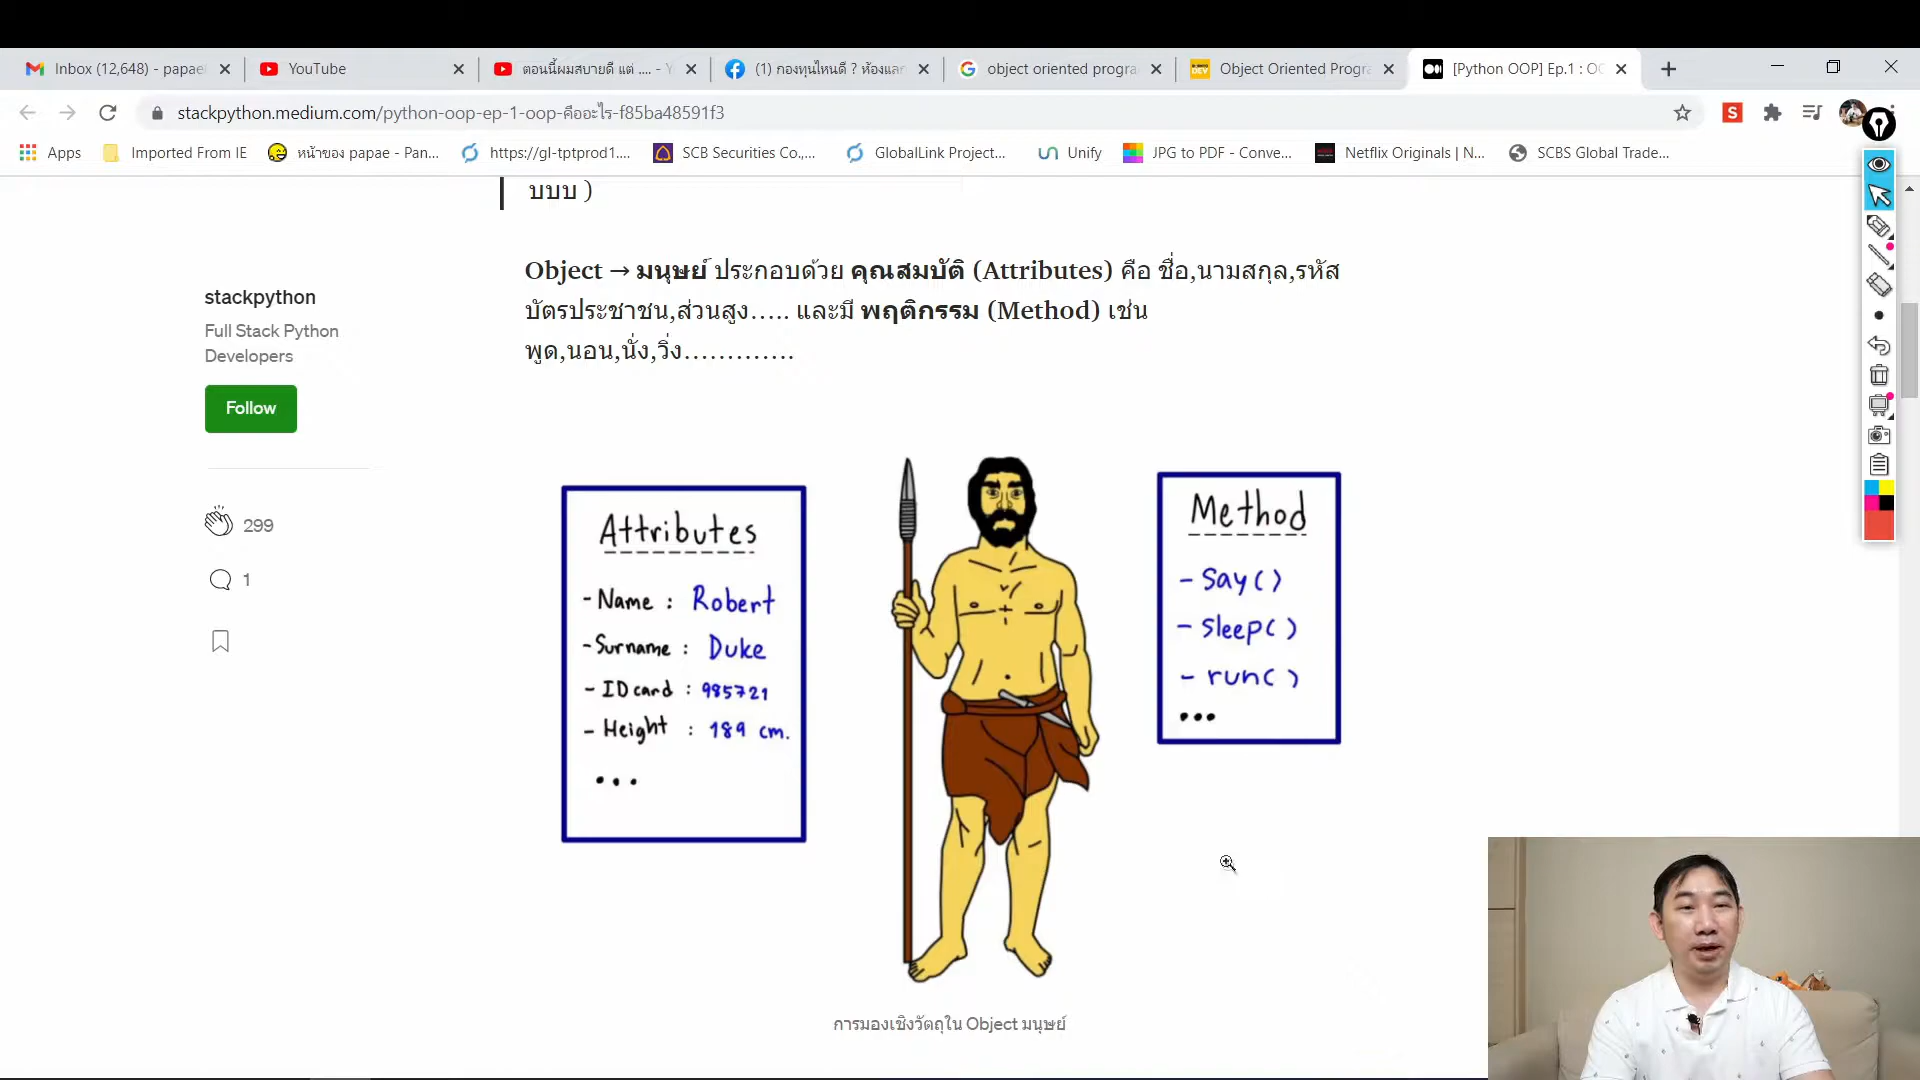 Inbox (12,648) - papae
YouTube
ตอนนี้ผมสบายดี แต่ .... - Y
(1) กองทุนไหนดี ? ห้องแลก
object oriented progra
Object Oriented Progra
[Python OOP] Ep.1 : OO
stackpython.medium.com/python-oop-ep-1-oop-คืออะไร-f85ba48591f3
Apps
Imported From IE
หน้าของ papae - Pan...
https://gl-tptprod1....
SCB Securities Co.,...
GlobalLink Project...
Unify
JPG to PDF - Conve...
Netflix Originals | N...
SCBS Global Trade...
บบบ )
Object → มนุษย์ ประกอบด้วย คุณสมบัติ (Attributes) คือ ชื่อ,นามสกุล,รหัส
บัตรประชาชน,ส่วนสูง….. และมี พฤติกรรม (Method) เช่น
พูด,นอน,นั่ง,วิ่ง………….
stackpython
Full Stack Python
Developers
Follow
299
1
Attributes
- Name : Robert
- Surname : Duke
- ID card : 985721
- Height : 189 cm.
...
Method
- Say()
- sleep()
- run()
...
การมองเชิงวัตถุใน Object มนุษย์